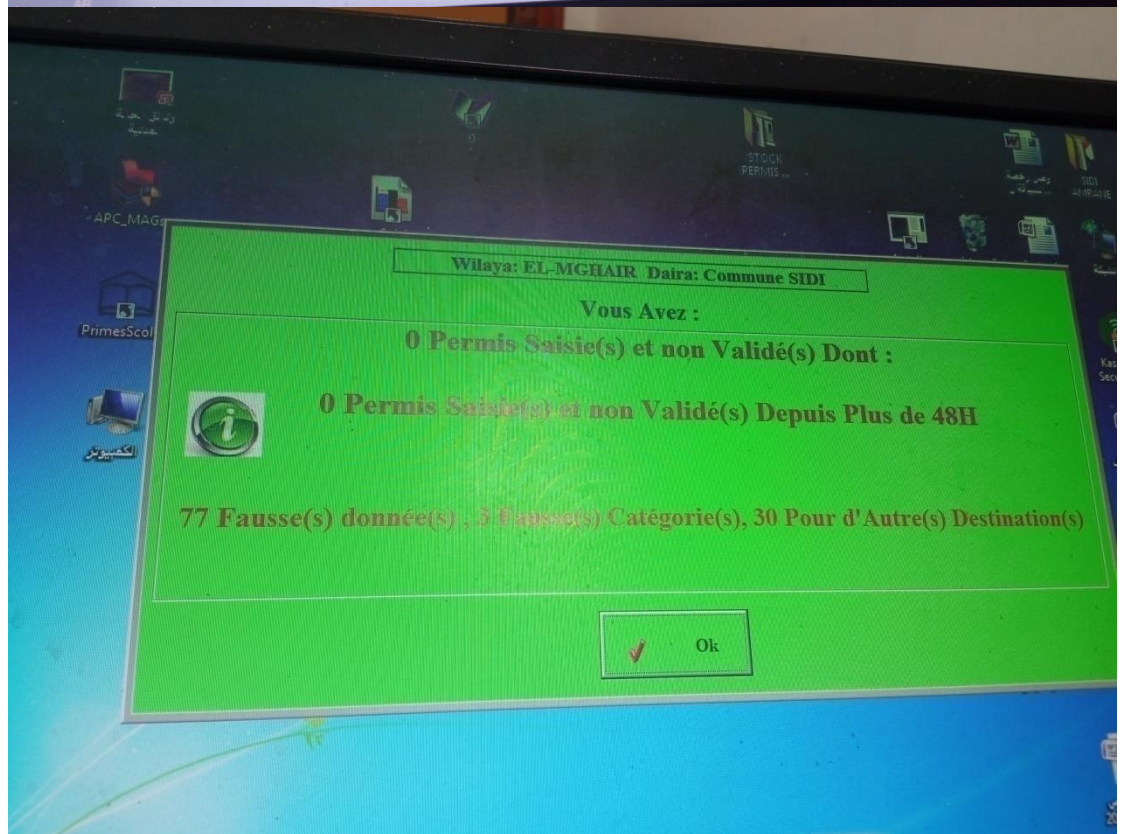 STOCK
PERMIS ...
SIDI
AMRANE
APC_MAG
PrimesScol
الكمبيوتر
Wilaya: EL-MGHAIR Daira: Commune SIDI
Vous Avez :
0 Permis Saisie(s) et non Validé(s) Dont :
0 Permis Saisie(s) et non Validé(s) Depuis Plus de 48H
77 Fausse(s) donnée(s) , 3 Fausse(s) Catégorie(s), 30 Pour d'Autre(s) Destination(s)
Ok